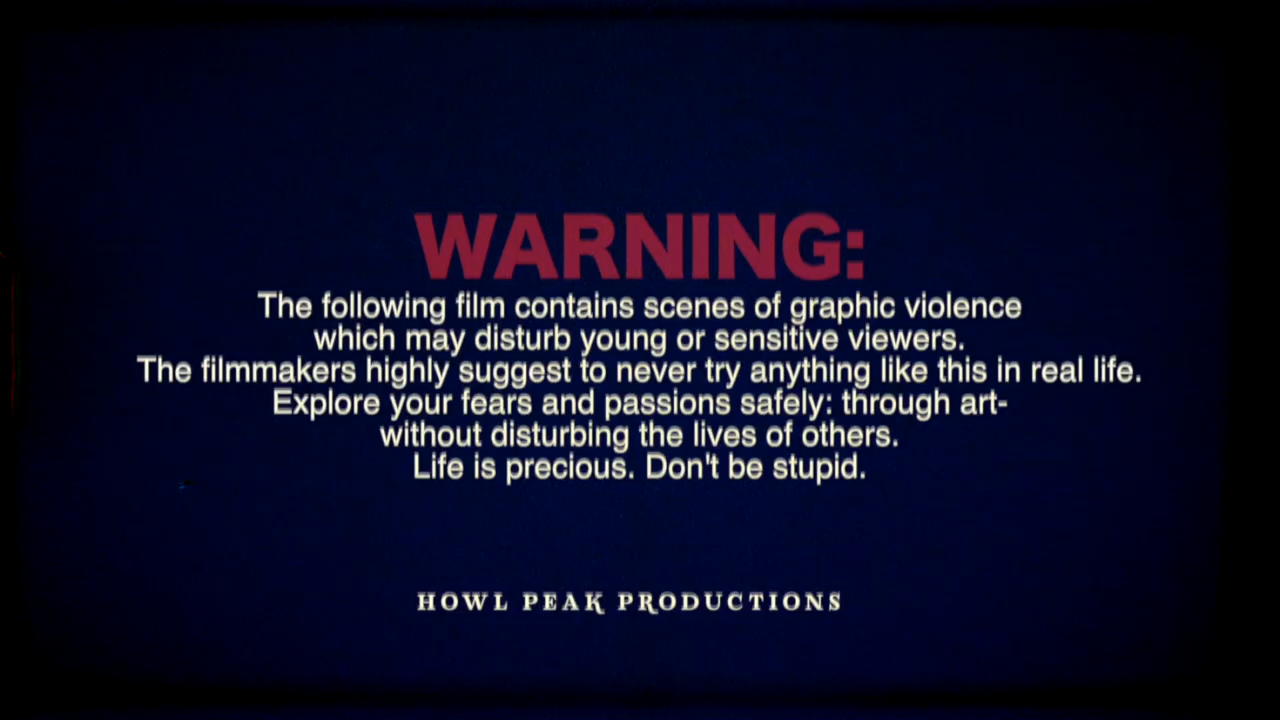 WARNING:
The following film contains scenes of graphic violence
which may disturb young or sensitive viewers.
The filmmakers highly suggest to never try anything like this in real life.
Explore your fears and passions safely: through art-
without disturbing the lives of others.
Life is precious. Don't be stupid.
HOWL PEAK PRODUCTIONS